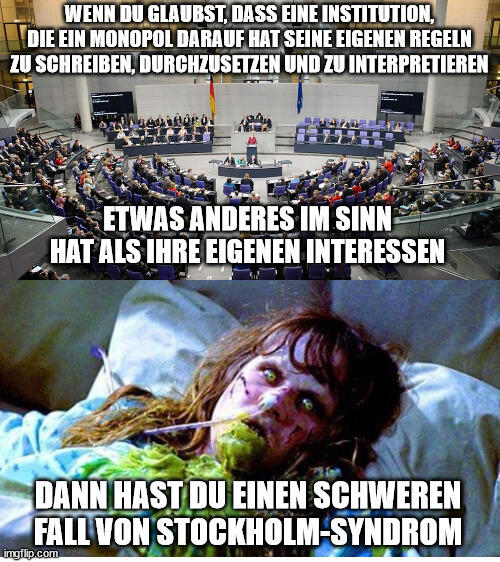 WENN DU GLAUBST, DASS EINE INSTITUTION,
DIE EIN MONOPOL DARAUF HAT SEINE EIGENEN REGELN
ZU SCHREIBEN, DURCHZUSETZEN UND ZU INTERPRETIEREN
ETWAS ANDERES IM SINN
HAT ALS IHRE EIGENEN INTERESSEN
DANN HAST DU EINEN SCHWEREN
FALL VON STOCKHOLM-SYNDROM
imgflip.com